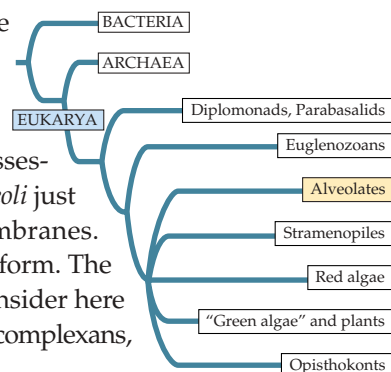 e
BACTERIA
ARCHAEA
EUKARYA
Diplomonads, Parabasalids
Euglenozoans
sses-
Alveolates
coli just
mbranes.
Stramenopiles
form. The
Red algae
nsider here
"Green algae" and plants
complexans,
Opisthokonts